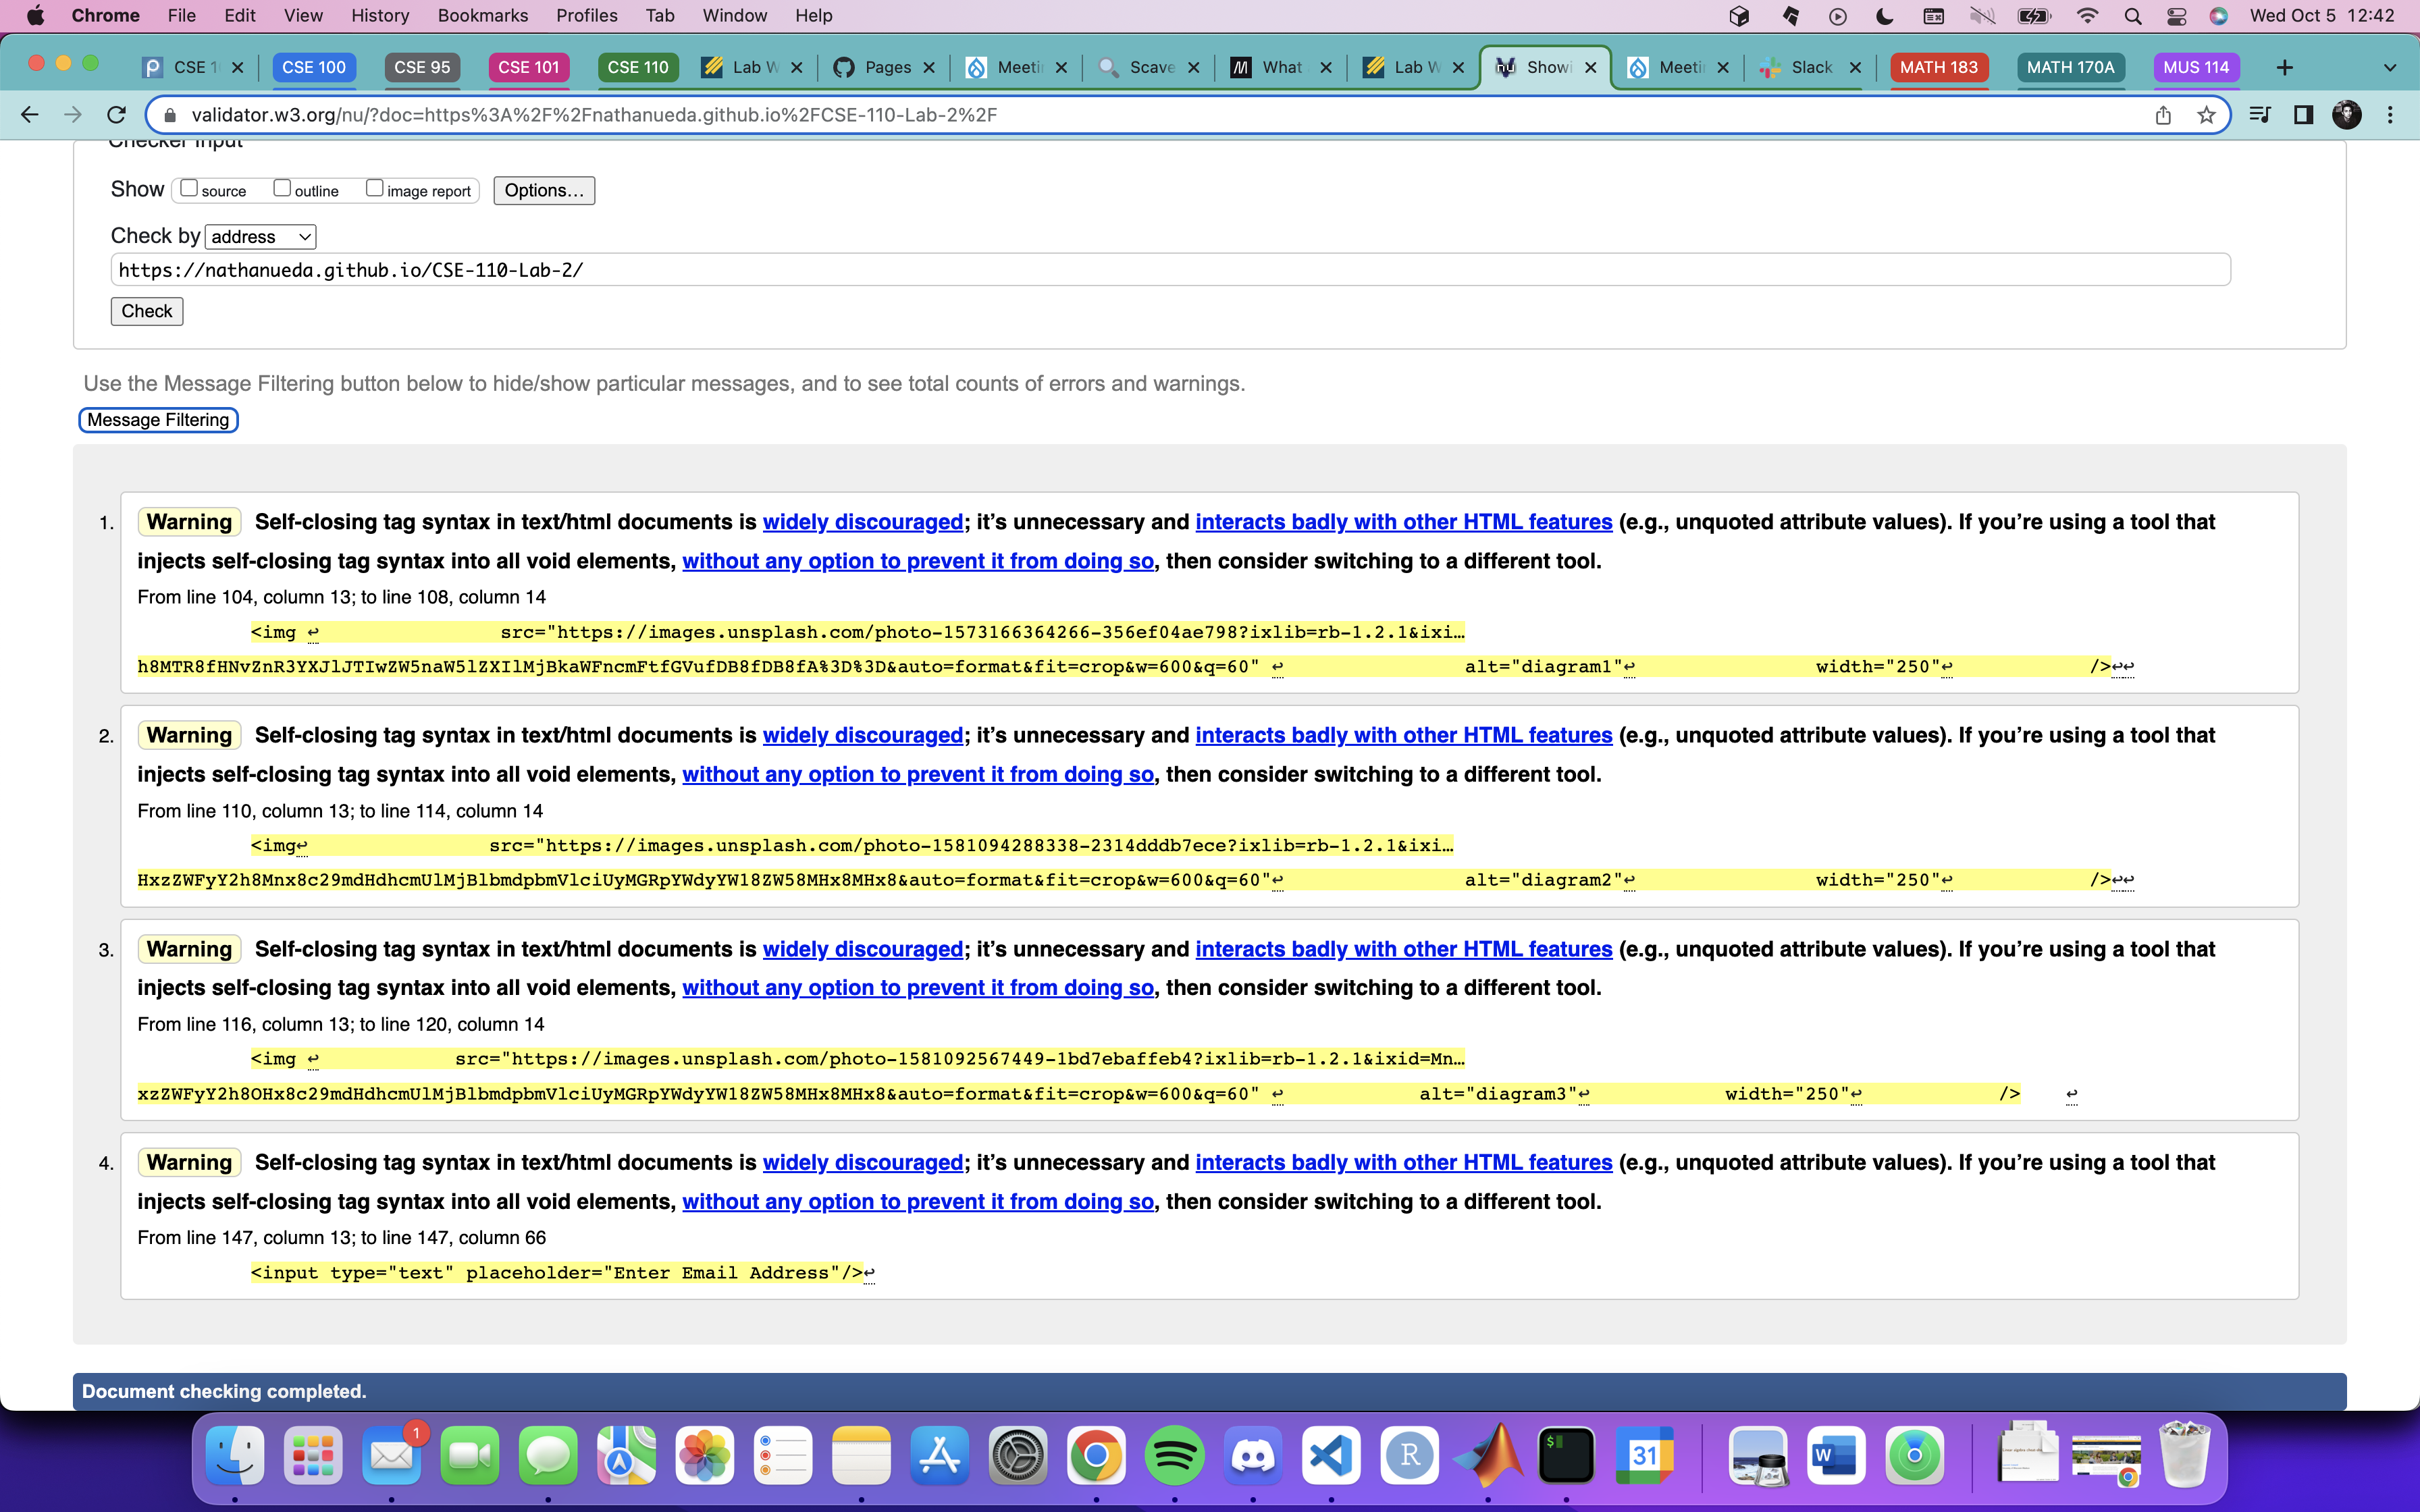 Chrome File Edit View History Bookmarks Profiles Tab Window Help Wed Oct 5 12:42
CSE 1 CSE 100 CSE 95 CSE 101 CSE 110 Lab W Pages Meetin Scave What Lab W Showi Meetin Slack MATH 183 MATH 170A MUS 114
validator.w3.org/nu/?doc=https%3A%2F%2Fnathanueda.github.io%2FCSE-110-Lab-2%2F
Checker Input
Show source outline image report Options...
Check by address
https://nathanueda.github.io/CSE-110-Lab-2/
Check
Use the Message Filtering button below to hide/show particular messages, and to see total counts of errors and warnings.
Message Filtering
1. Warning Self-closing tag syntax in text/html documents is widely discouraged; it’s unnecessary and interacts badly with other HTML features (e.g., unquoted attribute values). If you’re using a tool that
injects self-closing tag syntax into all void elements, without any option to prevent it from doing so, then consider switching to a different tool.
From line 104, column 13; to line 108, column 14
<img ↩ src="https://images.unsplash.com/photo-1573166364266-356ef04ae798?ixlib=rb-1.2.1&ixi…
h8MTR8fHNvZnR3YXJlJTIwZW5naW5lZXIlMjBkaWFncmFtfGVufDB8fDB8fA%3D%3D&auto=format&fit=crop&w=600&q=60" ↩ alt="diagram1"↩ width="250"↩ />↩↩
2. Warning Self-closing tag syntax in text/html documents is widely discouraged; it’s unnecessary and interacts badly with other HTML features (e.g., unquoted attribute values). If you’re using a tool that
injects self-closing tag syntax into all void elements, without any option to prevent it from doing so, then consider switching to a different tool.
From line 110, column 13; to line 114, column 14
<img↩ src="https://images.unsplash.com/photo-1581094288338-2314dddb7ece?ixlib=rb-1.2.1&ixi…
HxzZWFyY2h8Mnx8c29mdHdhcmUlMjBlbmdpbmVlciUyMGRpYWdyYW18ZW58MHx8MHx8&auto=format&fit=crop&w=600&q=60"↩ alt="diagram2"↩ width="250"↩ />↩↩
3. Warning Self-closing tag syntax in text/html documents is widely discouraged; it’s unnecessary and interacts badly with other HTML features (e.g., unquoted attribute values). If you’re using a tool that
injects self-closing tag syntax into all void elements, without any option to prevent it from doing so, then consider switching to a different tool.
From line 116, column 13; to line 120, column 14
<img ↩ src="https://images.unsplash.com/photo-1581092567449-1bd7ebaffeb4?ixlib=rb-1.2.1&ixid=Mn…
xzZWFyY2h8OHx8c29mdHdhcmUlMjBlbmdpbmVlciUyMGRpYWdyYW18ZW58MHx8MHx8&auto=format&fit=crop&w=600&q=60" ↩ alt="diagram3"↩ width="250"↩ /> ↩
4. Warning Self-closing tag syntax in text/html documents is widely discouraged; it’s unnecessary and interacts badly with other HTML features (e.g., unquoted attribute values). If you’re using a tool that
injects self-closing tag syntax into all void elements, without any option to prevent it from doing so, then consider switching to a different tool.
From line 147, column 13; to line 147, column 66
<input type="text" placeholder="Enter Email Address"/>↩
Document checking completed.
1
R
$
31
W